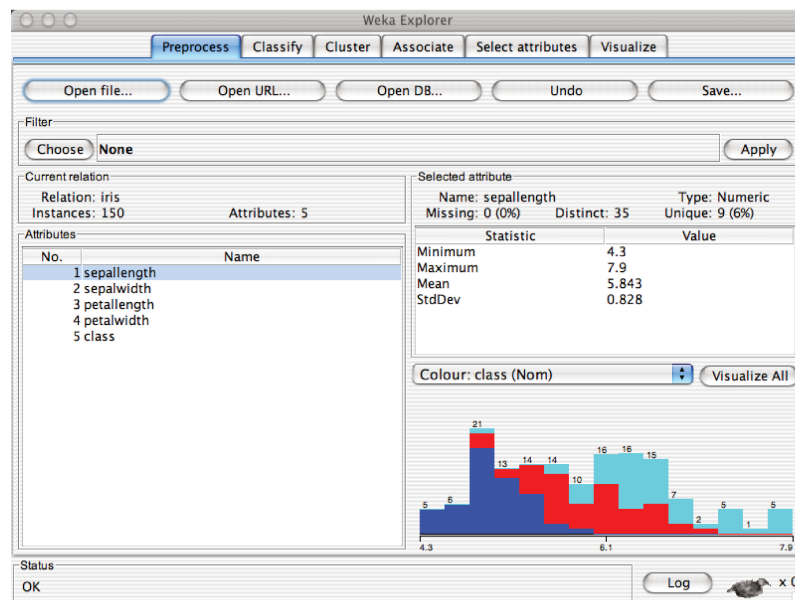 Weka Explorer
Preprocess Classify Cluster Associate Select attributes Visualize
Open file... Open URL... Open DB... Undo Save...
Filter
Choose None Apply
Current relation
Relation: iris
Instances: 150 Attributes: 5
Attributes
No. Name
1 sepallength
2 sepalwidth
3 petallength
4 petalwidth
5 class
Selected attribute
Name: sepallength Type: Numeric
Missing: 0 (0%) Distinct: 35 Unique: 9 (6%)
Statistic Value
Minimum 4.3
Maximum 7.9
Mean 5.843
StdDev 0.828
Colour: class (Nom) Visualize All
5 6 21 13 14 14 10 16 16 15 7 2 5 1 5
4.3 6.1 7.9
Status
OK Log x 0